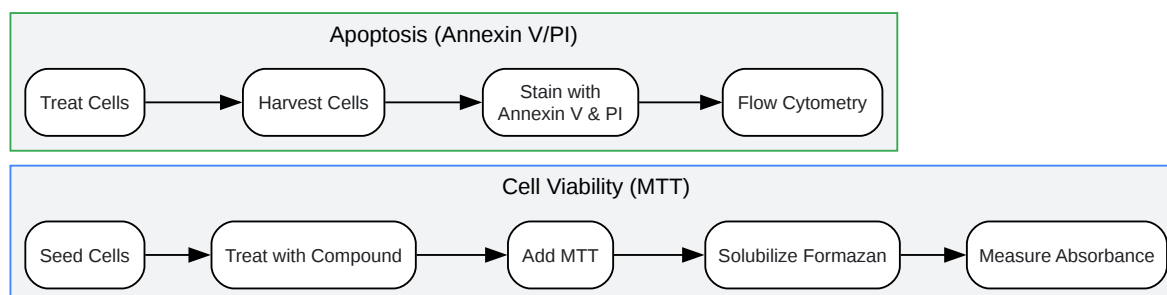 Apoptosis (Annexin V/PI)
Treat Cells
Harvest Cells
Stain with
Annexin V & PI
Flow Cytometry
Cell Viability (MTT)
Seed Cells
Treat with Compound
Add MTT
Solubilize Formazan
Measure Absorbance